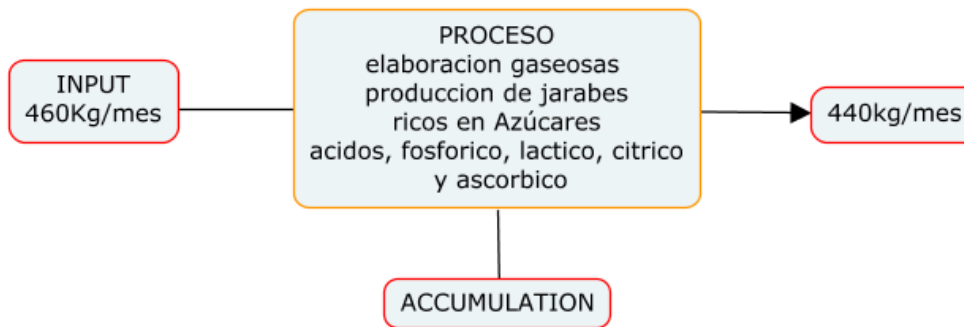 PROCESO
elaboracion gaseosas
produccion de jarabes
ricos en Azúcares
acidos, fosforico, lactico, citrico
y ascorbico
INPUT
460Kg/mes
440kg/mes
ACCUMULATION